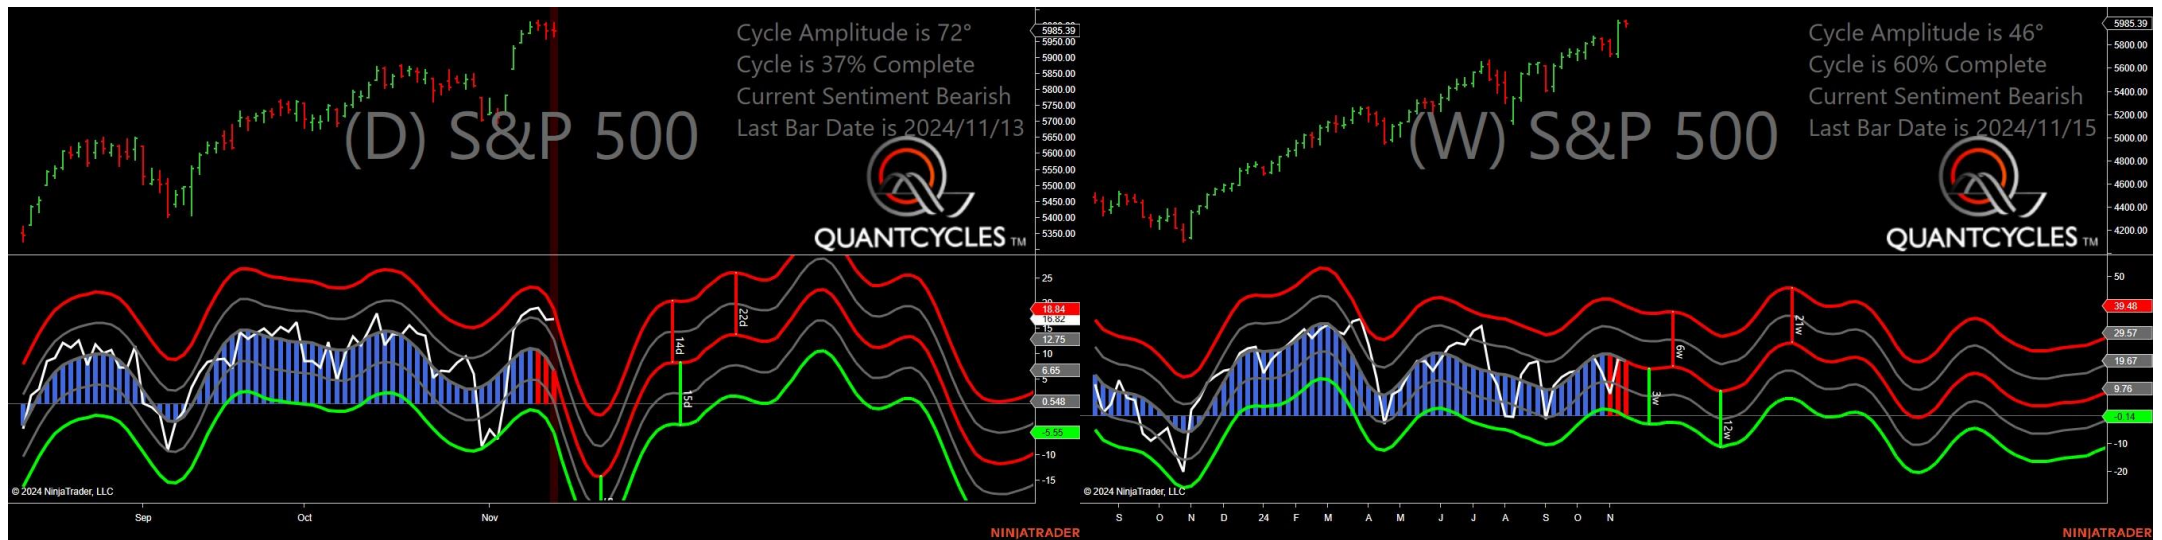 Cycle Amplitude is 72°
Cycle is 37% Complete
Current Sentiment Bearish
Last Bar Date is 2024/11/13
(D) S&P 500
QUANTCYCLES TM
5985.39
5950.00
5900.00
5850.00
5800.00
5750.00
5700.00
5650.00
5600.00
5550.00
5500.00
5450.00
5400.00
5350.00
25
18.84
16.82
15
12.75
10
6.65
5
0.548
-5.55
-10
-15
14d
22d
15d
© 2024 NinjaTrader, LLC
Sep Oct Nov
NINJATRADER
Cycle Amplitude is 46°
Cycle is 60% Complete
Current Sentiment Bearish
Last Bar Date is 2024/11/15
(W) S&P 500
QUANTCYCLES TM
5985.39
5800.00
5600.00
5400.00
5200.00
5000.00
4800.00
4600.00
4400.00
4200.00
50
39.48
29.57
19.67
9.76
-0.14
-10
-20
6w
21w
3w
12w
© 2024 NinjaTrader, LLC
S O N D 24 F M A M J J A S O N
NINJATRADER